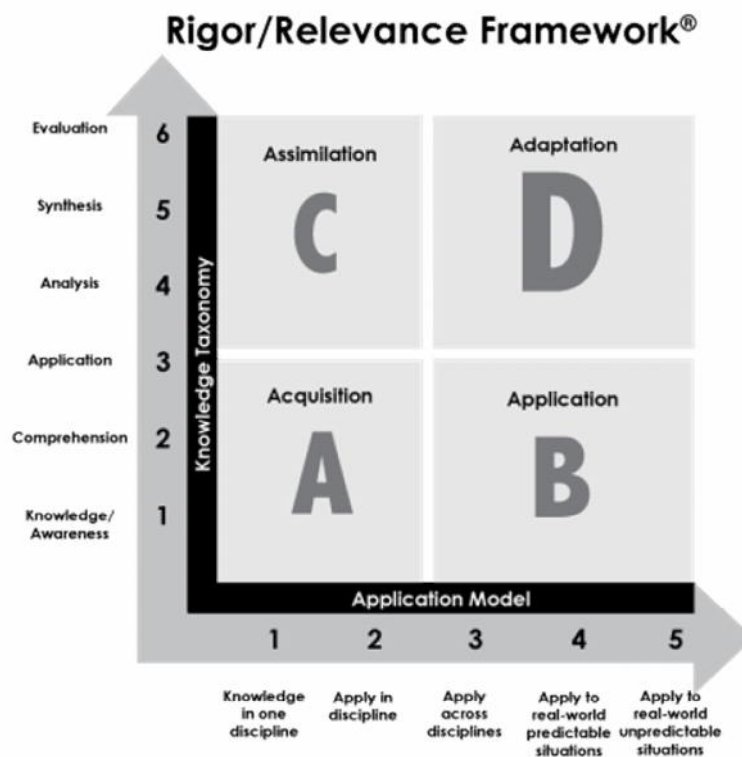 Rigor/Relevance Framework®
Evaluation
6
Synthesis
5
Analysis
4
Application
3
Comprehension
2
Knowledge/
Awareness
1
Knowledge Taxonomy
Assimilation
C
Adaptation
D
Acquisition
A
Application
B
Application Model
1
2
3
4
5
Knowledge
in one
discipline
Apply in
discipline
Apply
across
disciplines
Apply to
real-world
predictable
situations
Apply to
real-world
unpredictable
situations